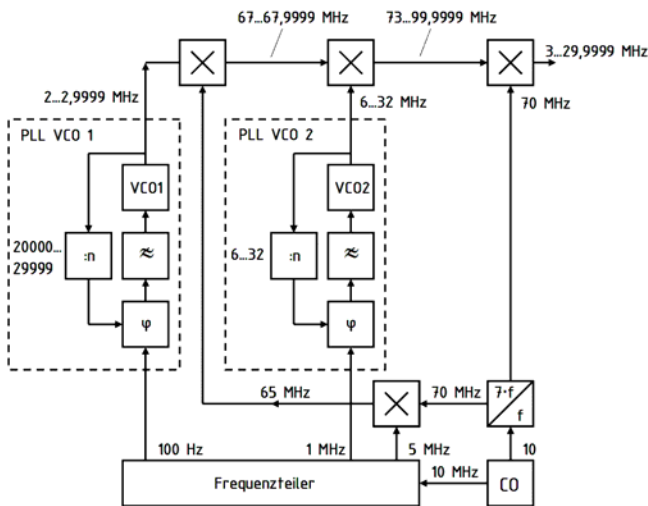 67...67,9999 MHz
73...99,9999 MHz
3...29,9999 MHz
2...2,9999 MHz
6...32 MHz
70 MHz
PLL VCO 1
PLL VCO 2
VCO1
VCO2
20000...
29999
:n
≈
6...32
:n
≈
φ
φ
65 MHz
70 MHz
7·f
f
100 Hz
1 MHz
5 MHz
10
10 MHz
Frequenzteiler
CO